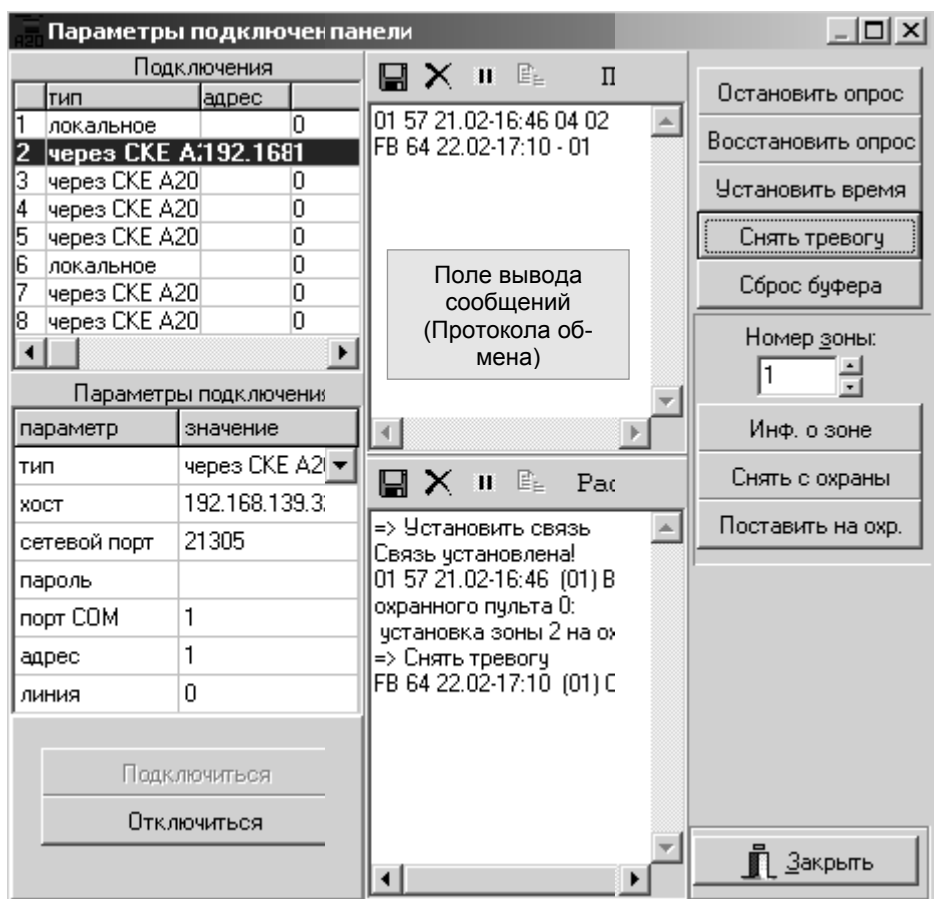 Параметры подключен панели
Подключения
тип адрес
1 локальное 0
2 через СКЕ А: 192.168 1
3 через СКЕ А20 0
4 через СКЕ А20 0
5 через СКЕ А20 0
6 локальное 0
7 через СКЕ А20 0
8 через СКЕ А20 0
Параметры подключени
параметр значение
тип через СКЕ А2
хост 192.168.139.3
сетевой порт 21305
пароль
порт COM 1
адрес 1
линия 0
Подключиться
Отключиться
П
01 57 21.02-16:46 04 02
FB 64 22.02-17:10 - 01
Поле вывода
сообщений
(Протокола об-
мена)
Рас
=> Установить связь
Связь установлена!
01 57 21.02-16:46 (01) В
охранного пульта 0:
установка зоны 2 на ох
=> Снять тревогу
FB 64 22.02-17:10 (01) С
Остановить опрос
Восстановить опрос
Установить время
Снять тревогу
Сброс буфера
Номер зоны:
1
Инф. о зоне
Снять с охраны
Поставить на охр.
Закрыть